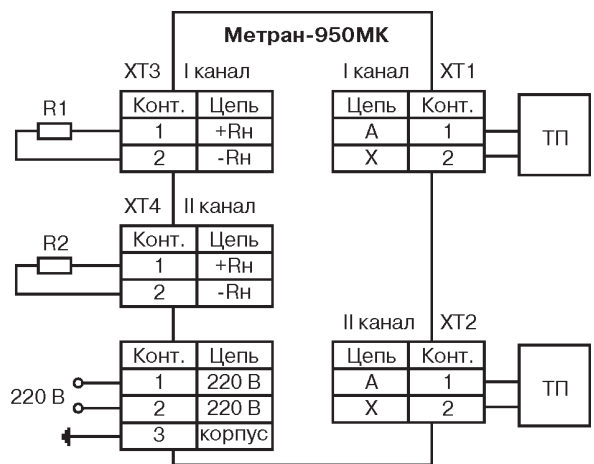 Метран-950МК
ХТ3 I канал
R1
Конт. Цепь
1 +Rн
2 -Rн
I канал ХТ1
Цепь Конт.
А 1
Х 2
ТП
ХТ4 II канал
R2
Конт. Цепь
1 +Rн
2 -Rн
220 В
Конт. Цепь
1 220 В
2 220 В
3 корпус
II канал ХТ2
Цепь Конт.
А 1
Х 2
ТП